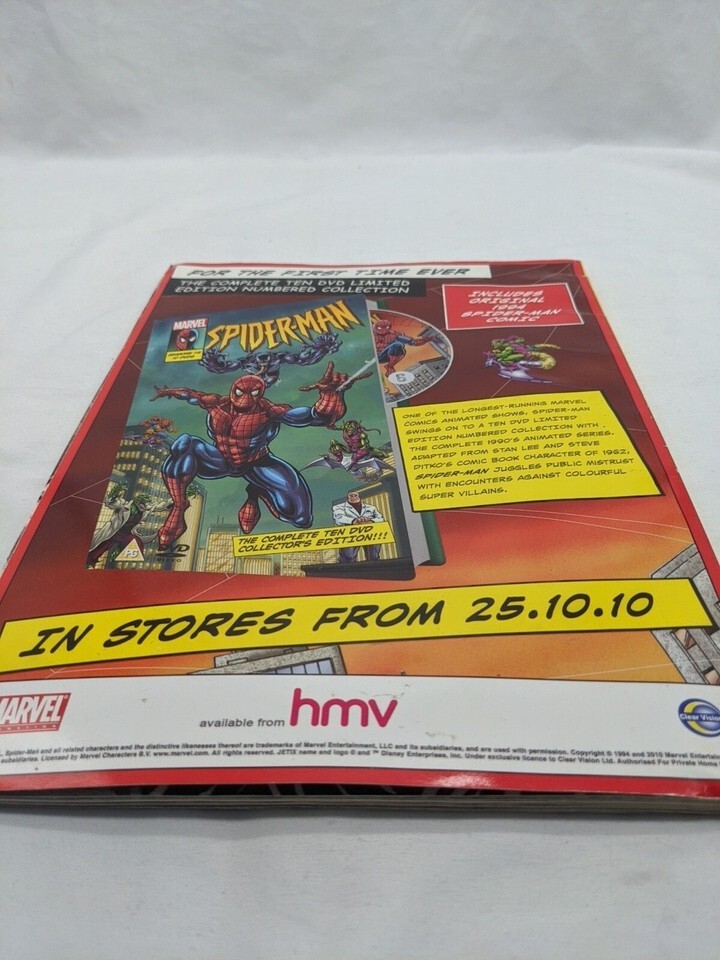 FOR THE FIRST TIME EVER
THE COMPLETE TEN DVD LIMITED
EDITION NUMBERED COLLECTION
INCLUDES
ORIGINAL
1994
SPIDER-MAN
COMIC
MARVEL
SPIDER-MAN
6
ONE OF THE LONGEST-RUNNING MARVEL
COMICS ANIMATED SHOWS, SPIDER-MAN
SWINGS ON TO A TEN DVD LIMITED
EDITION NUMBERED COLLECTION WITH
THE COMPLETE 1990'S ANIMATED SERIES.
ADAPTED FROM STAN LEE AND STEVE
DITKO'S COMIC BOOK CHARACTER OF 1962,
SPIDER-MAN JUGGLES PUBLIC MISTRUST
WITH ENCOUNTERS AGAINST COLOURFUL
SUPER VILLAINS.
THE COMPLETE TEN DVD
COLLECTOR'S EDITION!!!
PG
DVD
VIDEO
IN STORES FROM 25.10.10
MARVEL
available from hmv
Clear Vision
Spider-Man and all related characters and the distinctive likenesses thereof are trademarks of Marvel Entertainment, LLC and its subsidiaries, and are used with permission. Copyright © 1994 and 2010 Marvel
subsidiaries. Licensed by Marvel Characters B.V. www.marvel.com. All rights reserved. JETIX name and logo © and ™ Disney Enterprises, Inc. Under exclusive licence to Clear Vision Ltd. Authorised For Private Home